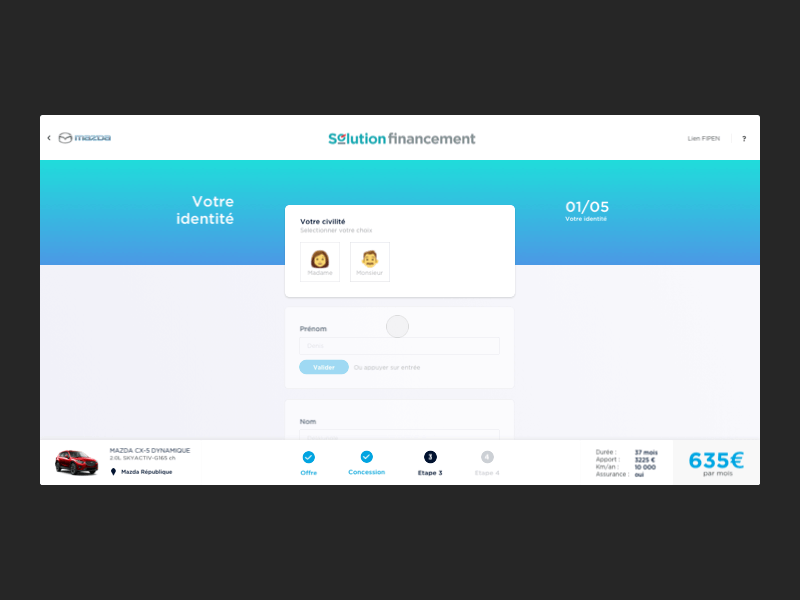 mazda
Solution financement
Lien FIPEN
?
Votre
identité
01/05
Votre identité
Votre civilité
Sélectionner votre choix
Madame
Monsieur
Prénom
Valider
Ou appuyer sur entrée
Nom
MAZDA CX-5 DYNAMIQUE
2.0L SKYACTIV-G165 ch
Mazda République
Offre
Concession
3
Etape 3
4
Etape 4
Durée : 37 mois
Apport : 3225 €
Km/an : 10 000
Assurance : oui
635€
par mois